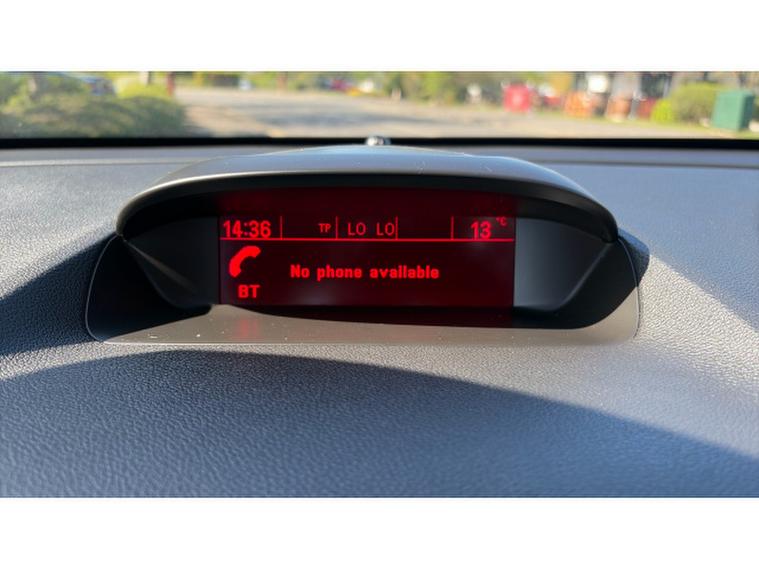 14:36 TP LO LO 13 °C
No phone available
BT